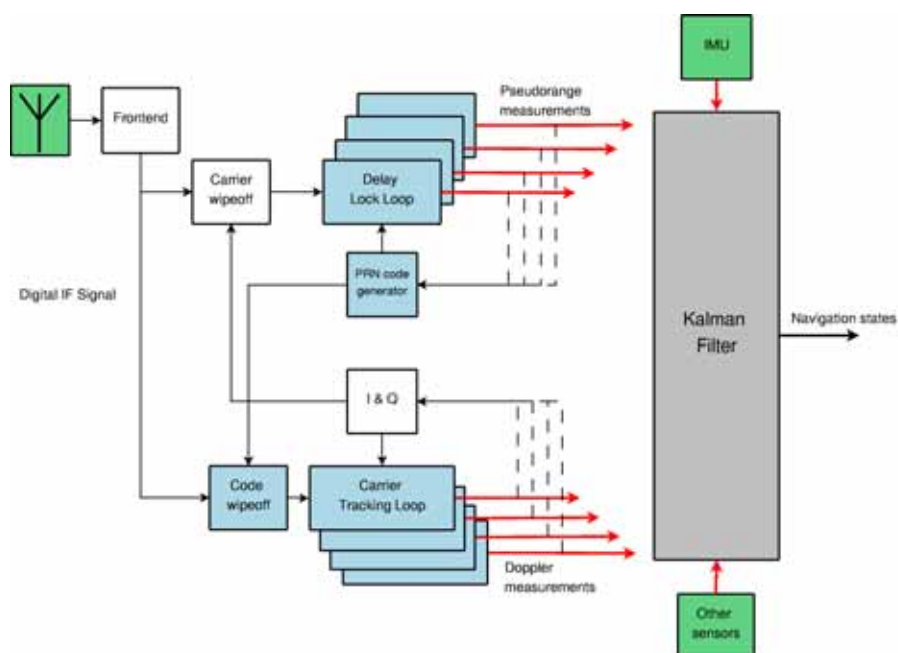 IMU
Pseudorange
measurements
Frontend
Carrier
wipeoff
Delay
Lock Loop
PRN code
generator
Digital IF Signal
Kalman
Filter
Navigation states
I & Q
Code
wipeoff
Carrier
Tracking Loop
Doppler
measurements
Other
sensors